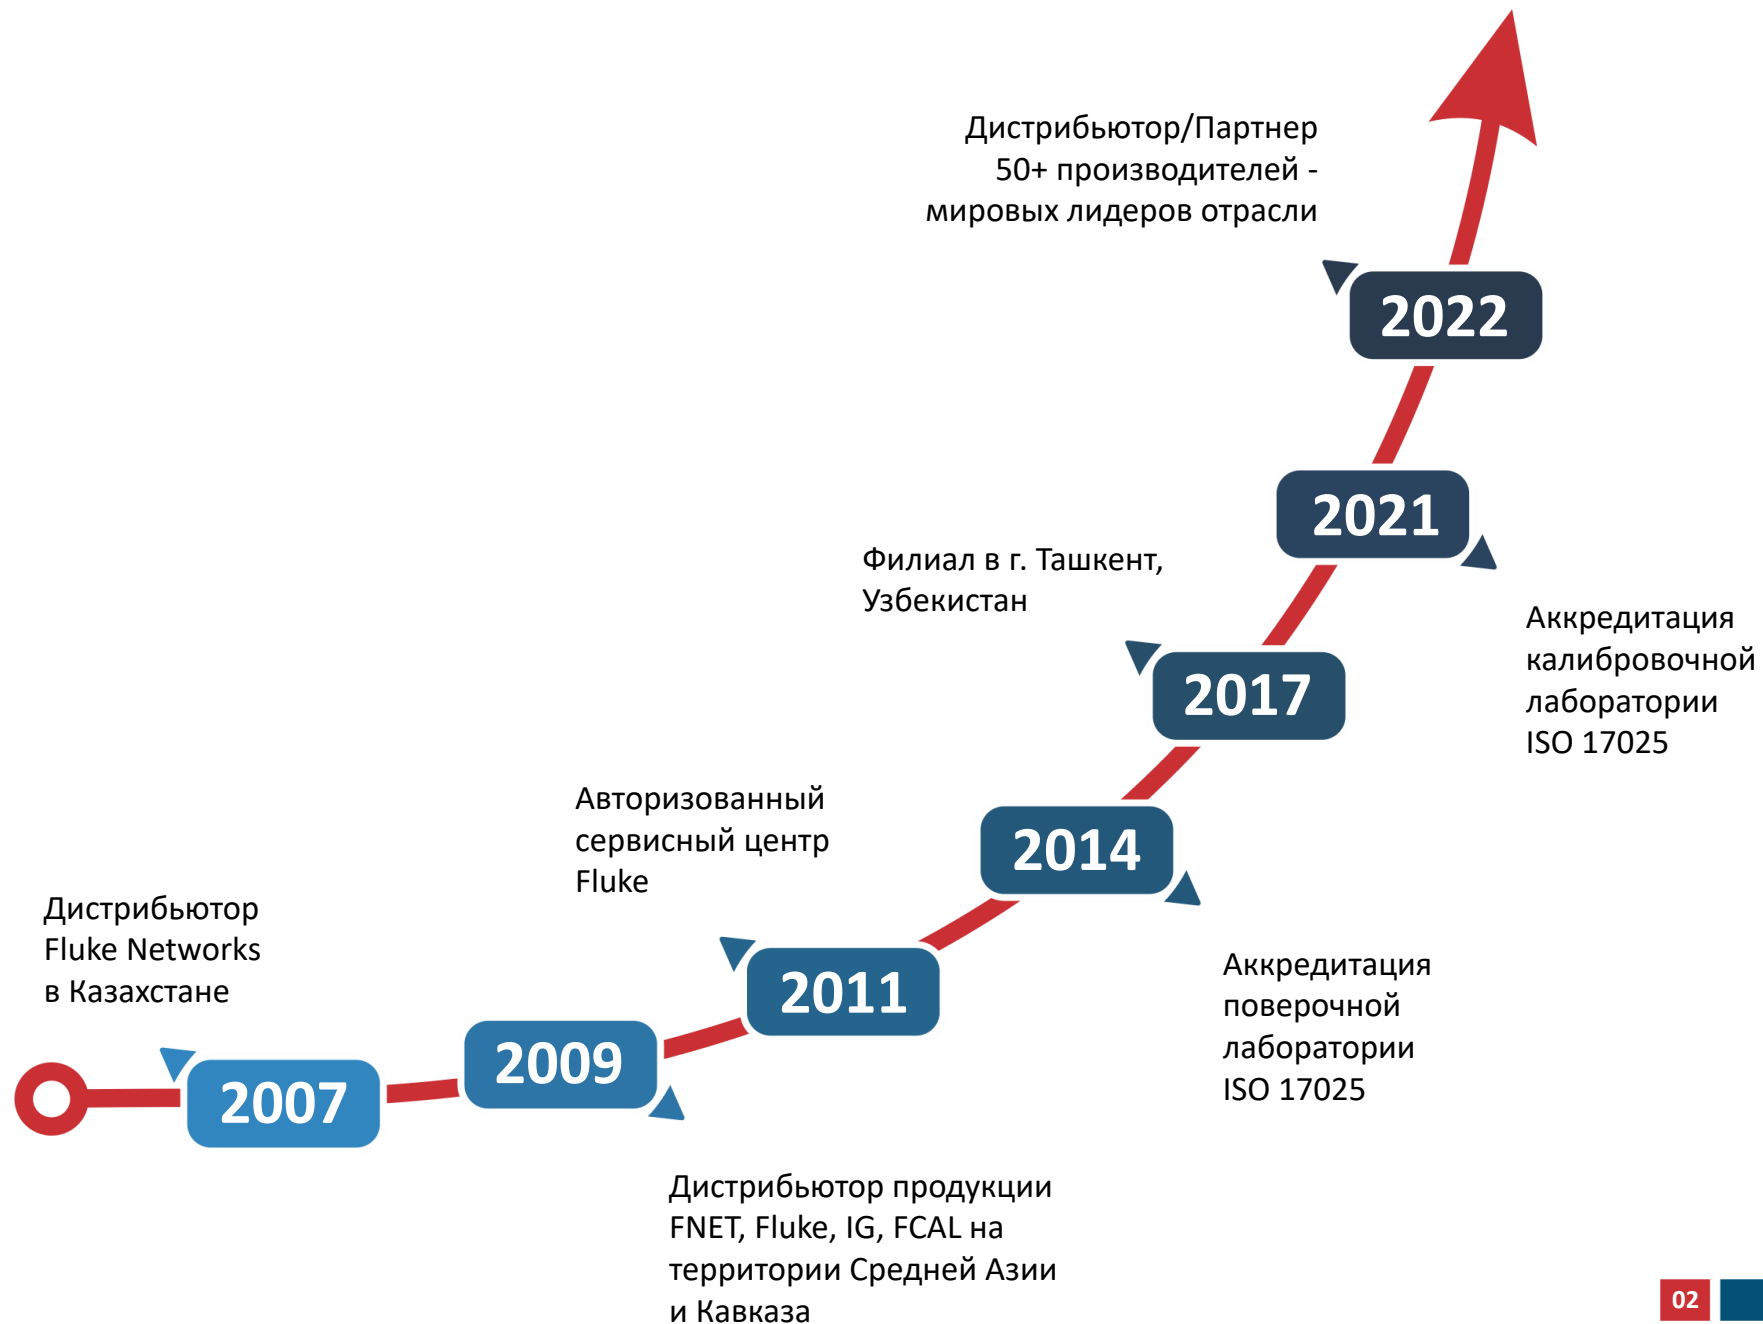 Дистрибьютор/Партнер
50+ производителей -
мировых лидеров отрасли
2022
2021
Филиал в г. Ташкент,
Узбекистан
Аккредитация
калибровочной
лаборатории
ISO 17025
2017
Авторизованный
сервисный центр
Fluke
2014
Дистрибьютор
Fluke Networks
в Казахстане
Аккредитация
поверочной
лаборатории
ISO 17025
2011
2009
2007
Дистрибьютор продукции
FNET, Fluke, IG, FCAL на
территории Средней Азии
и Кавказа
02